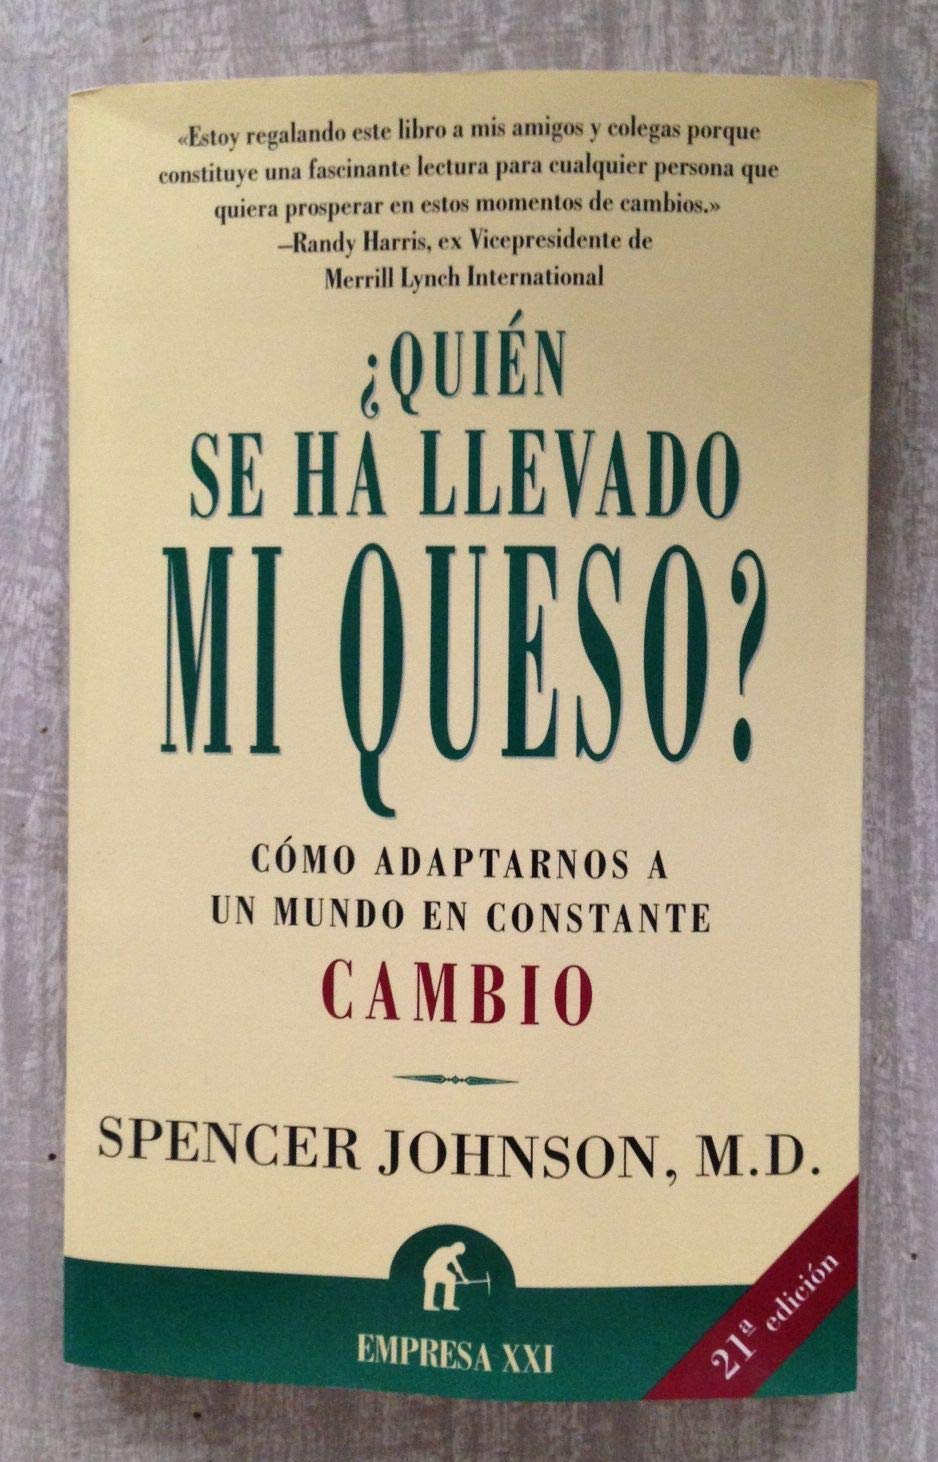 «Estoy regalando este libro a mis amigos y colegas porque
constituye una fascinante lectura para cualquier persona que
quiera prosperar en estos momentos de cambios.»
–Randy Harris, ex Vicepresidente de
Merrill Lynch International
¿QUIÉN
SE HA LLEVADO
MI QUESO?
CÓMO ADAPTARNOS A
UN MUNDO EN CONSTANTE
CAMBIO
SPENCER JOHNSON, M.D.
EMPRESA XXI
21ª edición